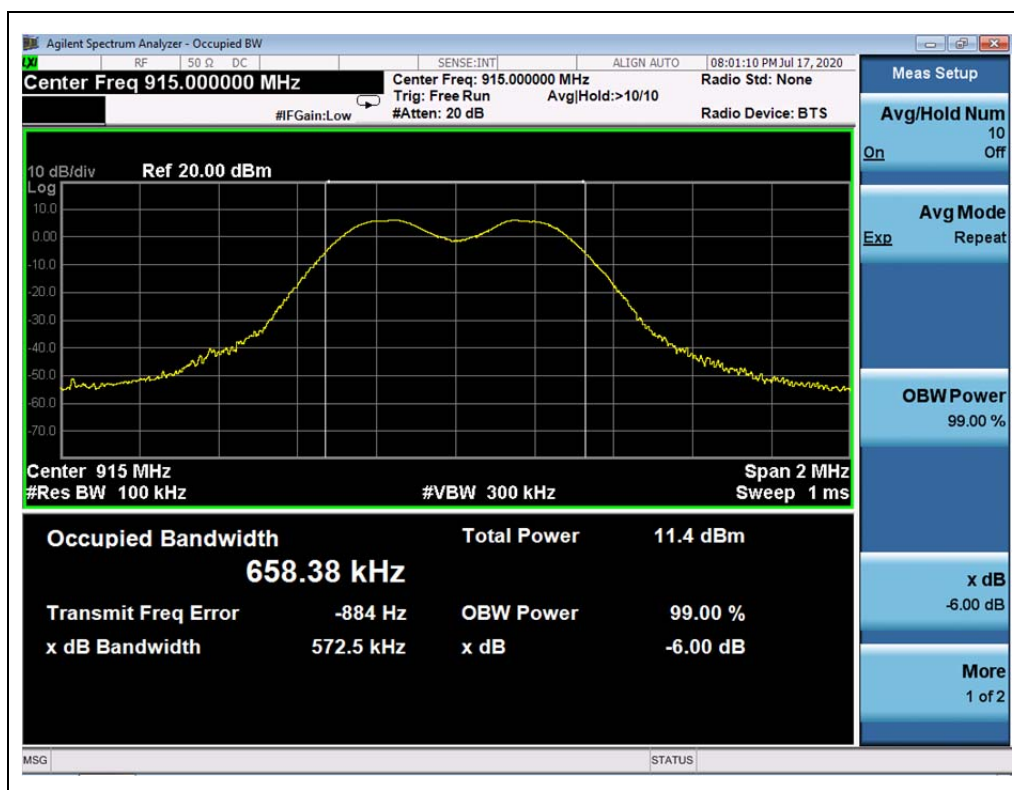 Agilent Spectrum Analyzer - Occupied BW
LXI RF 50 Ω DC SENSE:INT ALIGN AUTO 08:01:10 PM Jul 17, 2020
Center Freq 915.000000 MHz
Center Freq: 915.000000 MHz Radio Std: None
Trig: Free Run Avg|Hold:>10/10
#IFGain:Low #Atten: 20 dB Radio Device: BTS
10 dB/div Ref 20.00 dBm
Log
10.0
0.00
-10.0
-20.0
-30.0
-40.0
-50.0
-60.0
-70.0
Center 915 MHz Span 2 MHz
#Res BW 100 kHz #VBW 300 kHz Sweep 1 ms
Occupied Bandwidth Total Power 11.4 dBm
658.38 kHz
Transmit Freq Error -884 Hz OBW Power 99.00 %
x dB Bandwidth 572.5 kHz x dB -6.00 dB
MSG STATUS
Meas Setup
Avg/Hold Num
10
On Off
Avg Mode
Exp Repeat
OBW Power
99.00 %
x dB
-6.00 dB
More
1 of 2